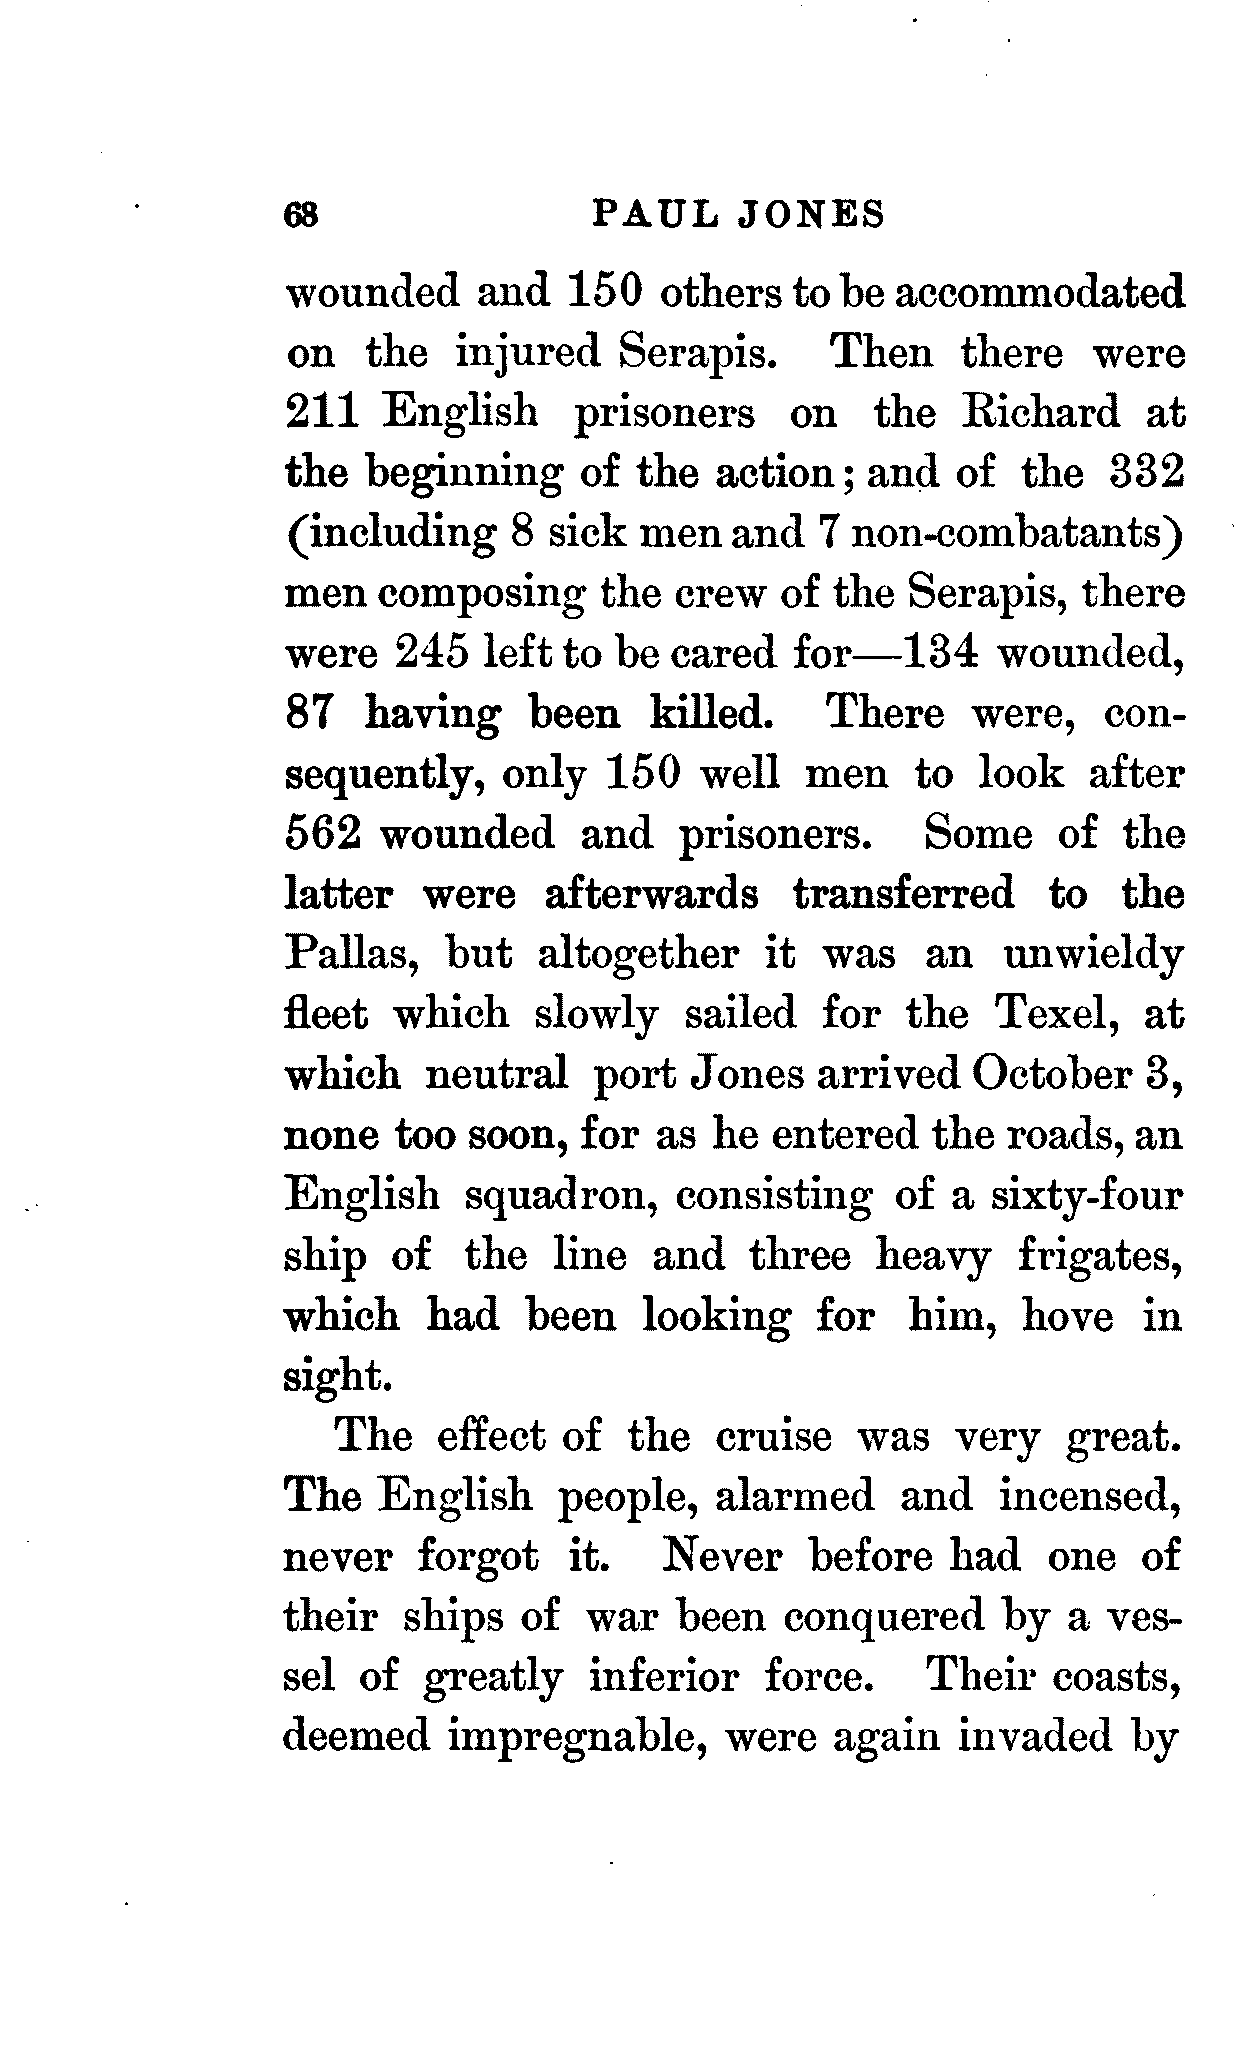 68 PAUL JONES
wounded and 150 others to be accommodated
on the injured Serapis. Then there were
211 English prisoners on the Richard at
the beginning of the action; and of the 332
(including 8 sick men and 7 non-combatants)
men composing the crew of the Serapis, there
were 245 left to be cared for—134 wounded,
87 having been killed. There were, con-
sequently, only 150 well men to look after
562 wounded and prisoners. Some of the
latter were afterwards transferred to the
Pallas, but altogether it was an unwieldy
fleet which slowly sailed for the Texel, at
which neutral port Jones arrived October 3,
none too soon, for as he entered the roads, an
English squadron, consisting of a sixty-four
ship of the line and three heavy frigates,
which had been looking for him, hove in
sight.
The effect of the cruise was very great.
The English people, alarmed and incensed,
never forgot it. Never before had one of
their ships of war been conquered by a ves-
sel of greatly inferior force. Their coasts,
deemed impregnable, were again invaded by